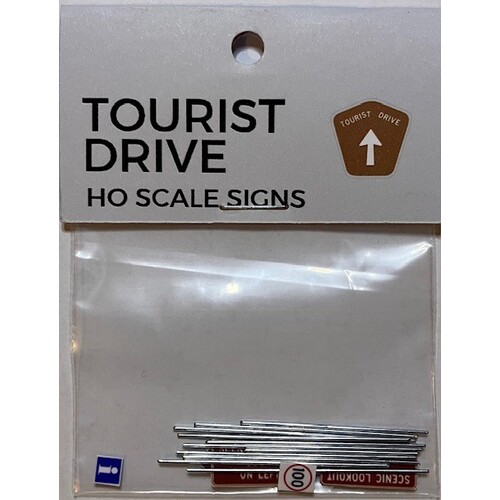 TOURIST
DRIVE
HO SCALE SIGNS
TOURIST DRIVE
i
100
SCENIC LOOKOUT